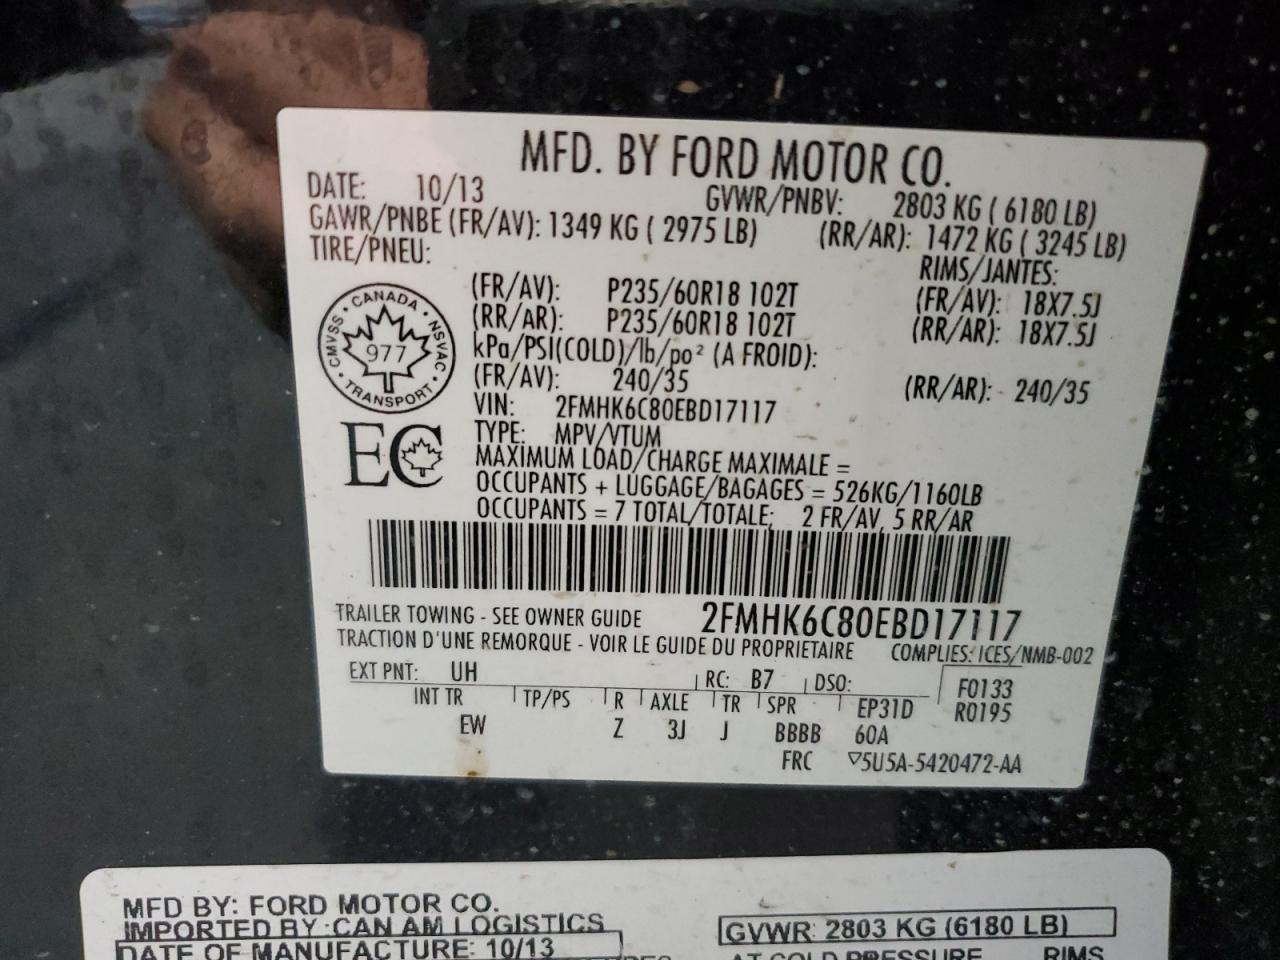 MFD. BY FORD MOTOR CO.
DATE: 10/13 GVWR/PNBV: 2803 KG ( 6180 LB)
GAWR/PNBE (FR/AV): 1349 KG ( 2975 LB) (RR/AR): 1472 KG ( 3245 LB)
TIRE/PNEU: RIMS/JANTES:
(FR/AV): P235/60R18 102T (FR/AV): 18X7.5J
(RR/AR): P235/60R18 102T (RR/AR): 18X7.5J
kPa/PSI(COLD)/lb/po² (A FROID):
(FR/AV): 240/35 (RR/AR): 240/35
CANADA
CMVSS · NSVAC
977
TRANSPORT
VIN: 2FMHK6C80EBD17117
TYPE: MPV/VTUM
EC
MAXIMUM LOAD/CHARGE MAXIMALE =
OCCUPANTS + LUGGAGE/BAGAGES = 526KG/1160LB
OCCUPANTS = 7 TOTAL/TOTALE; 2 FR/AV, 5 RR/AR
TRAILER TOWING - SEE OWNER GUIDE 2FMHK6C80EBD17117
TRACTION D'UNE REMORQUE - VOIR LE GUIDE DU PROPRIETAIRE COMPLIES: ICES/NMB-002
EXT PNT: UH RC: B7 DSO: F0133
INT TR TP/PS R AXLE TR SPR EP31D R0195
EW Z 3J J BBBB 60A
FRC ▽5U5A-5420472-AA
MFD BY: FORD MOTOR CO.
IMPORTED BY :CAN AM LOGISTICS GVWR: 2803 KG (6180 LB)
DATE OF MANUFACTURE: 10/13
AT COLD PRESSURE RIMS